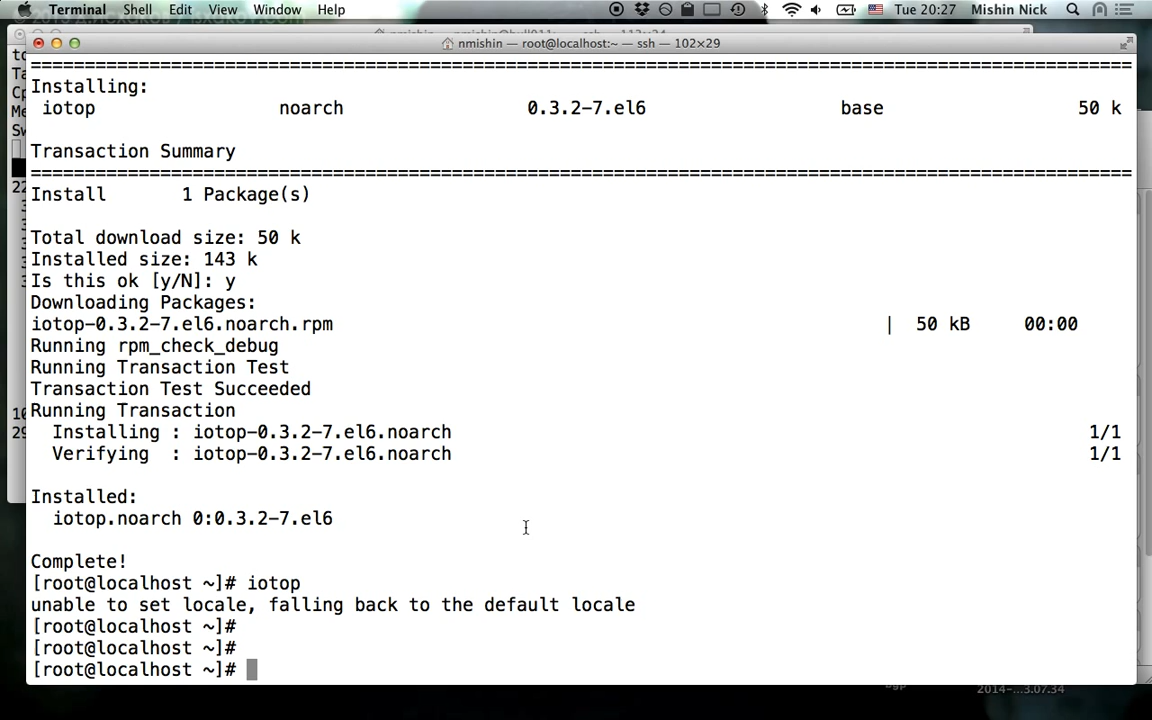 Terminal Shell Edit View Window Help Tue 20:27 Mishin Nick
nmishin — root@localhost:~ — ssh — 102×29
================================================================================
Installing:
iotop noarch 0.3.2-7.el6 base 50 k
Transaction Summary
================================================================================
Install 1 Package(s)
Total download size: 50 k
Installed size: 143 k
Is this ok [y/N]: y
Downloading Packages:
iotop-0.3.2-7.el6.noarch.rpm | 50 kB 00:00
Running rpm_check_debug
Running Transaction Test
Transaction Test Succeeded
Running Transaction
Installing : iotop-0.3.2-7.el6.noarch 1/1
Verifying : iotop-0.3.2-7.el6.noarch 1/1
Installed:
iotop.noarch 0:0.3.2-7.el6
Complete!
[root@localhost ~]# iotop
unable to set locale, falling back to the default locale
[root@localhost ~]#
[root@localhost ~]#
[root@localhost ~]#
bgp 2014-...3.07.34